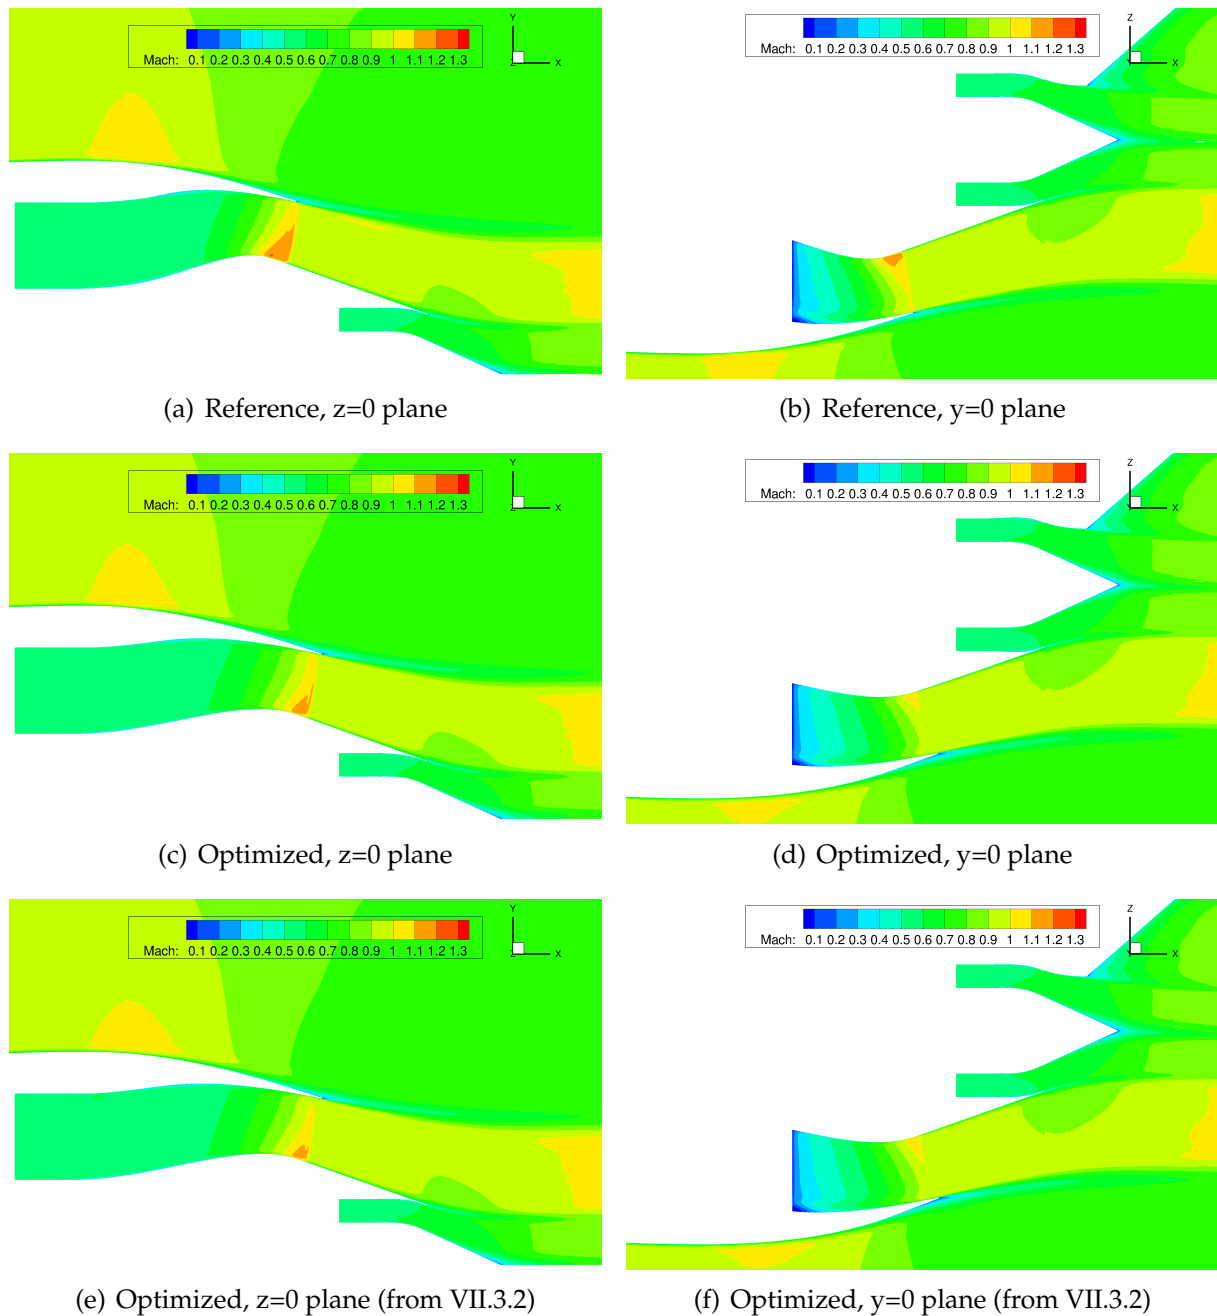 Mach: 0.1 0.2 0.3 0.4 0.5 0.6 0.7 0.8 0.9 1 1.1 1.2 1.3
Y
Z X
Mach: 0.1 0.2 0.3 0.4 0.5 0.6 0.7 0.8 0.9 1 1.1 1.2 1.3
Z
Y X
(a) Reference, z=0 plane
(b) Reference, y=0 plane
Mach: 0.1 0.2 0.3 0.4 0.5 0.6 0.7 0.8 0.9 1 1.1 1.2 1.3
Y
Z X
Mach: 0.1 0.2 0.3 0.4 0.5 0.6 0.7 0.8 0.9 1 1.1 1.2 1.3
Z
Y X
(c) Optimized, z=0 plane
(d) Optimized, y=0 plane
Mach: 0.1 0.2 0.3 0.4 0.5 0.6 0.7 0.8 0.9 1 1.1 1.2 1.3
Y
Z X
Mach: 0.1 0.2 0.3 0.4 0.5 0.6 0.7 0.8 0.9 1 1.1 1.2 1.3
Z
Y X
(e) Optimized, z=0 plane (from VII.3.2)
(f) Optimized, y=0 plane (from VII.3.2)